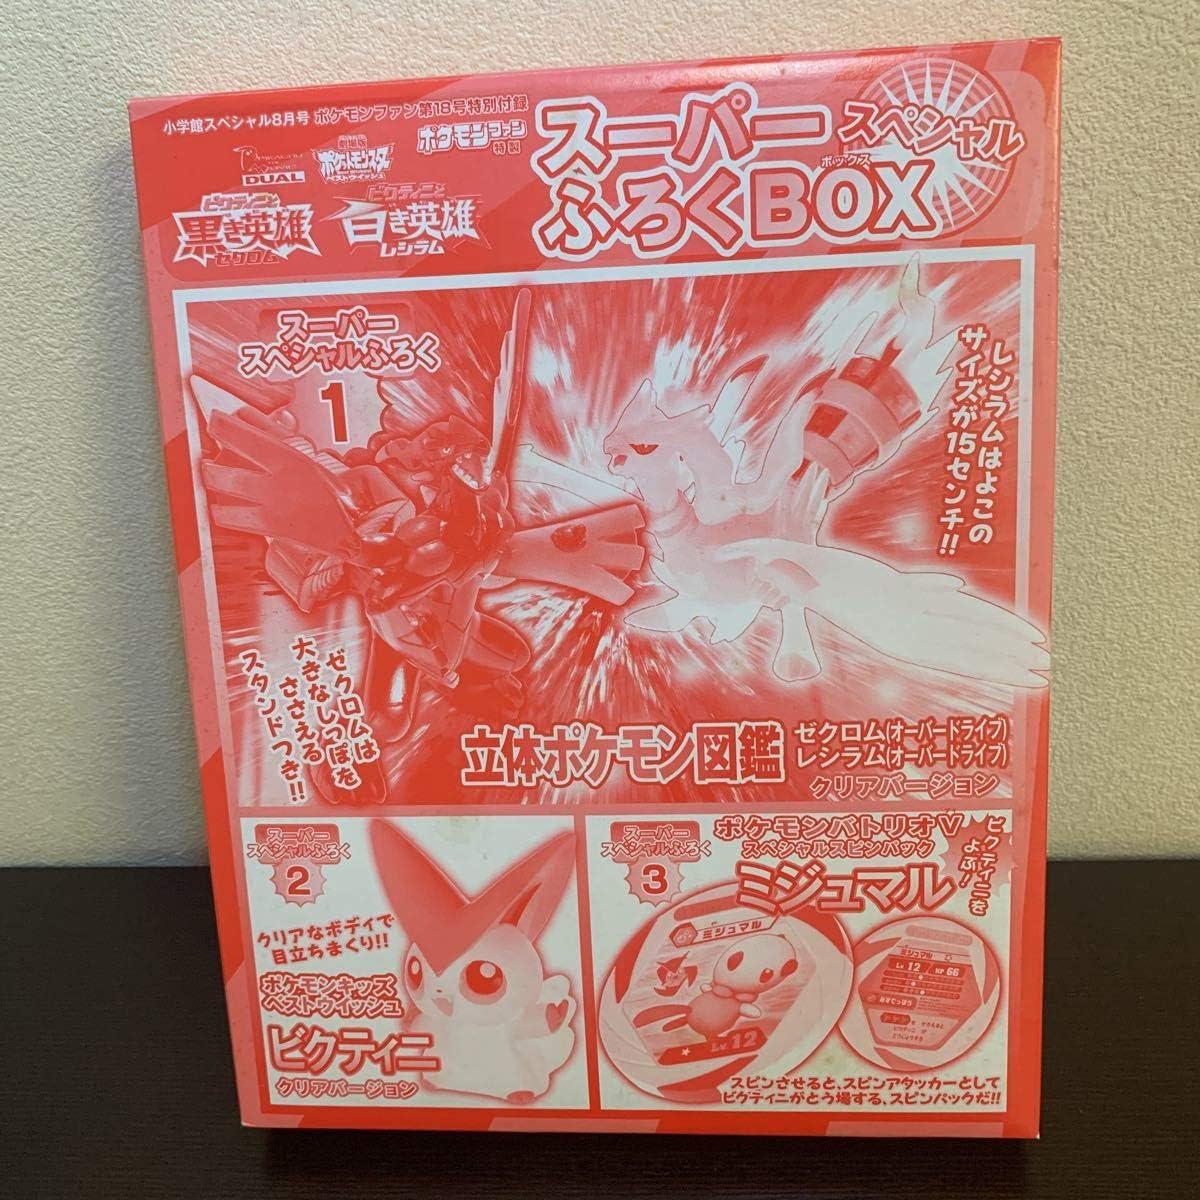 小学館スペシャル8月号 ポケモンファン第18号特別付録
DUAL
劇場版
ポケットモンスター
ベストウイッシュ
ポケモンファン
特製
ビクティニと
黒き英雄
ゼクロム
ビクティニと
白き英雄
レシラム
スーパー
スペシャル
ふろくBOX
ボックス
スーパー
スペシャルふろく
1
レシラムはよこの
サイズが15センチ!!
ゼクロムは
大きなしっぽを
ささえる
スタンドつき!!
立体ポケモン図鑑
ゼクロム(オーバードライブ)
レシラム(オーバードライブ)
クリアバージョン
スーパー
スペシャルふろく
2
クリアなボディで
目立ちまくり!!
ポケモンキッズ
ベストウイッシュ
ビクティニ
クリアバージョン
スーパー
スペシャルふろく
3
ポケモンバトリオV
スペシャルスピンパック
ミジュマル
ビクティニを
よぶ!
ミジュマル
Lv.12
ミジュマル
Lv.12 HP 66
スピンさせると、スピンアタッカーとして
ビクティニがとう場する、スピンパックだ!!